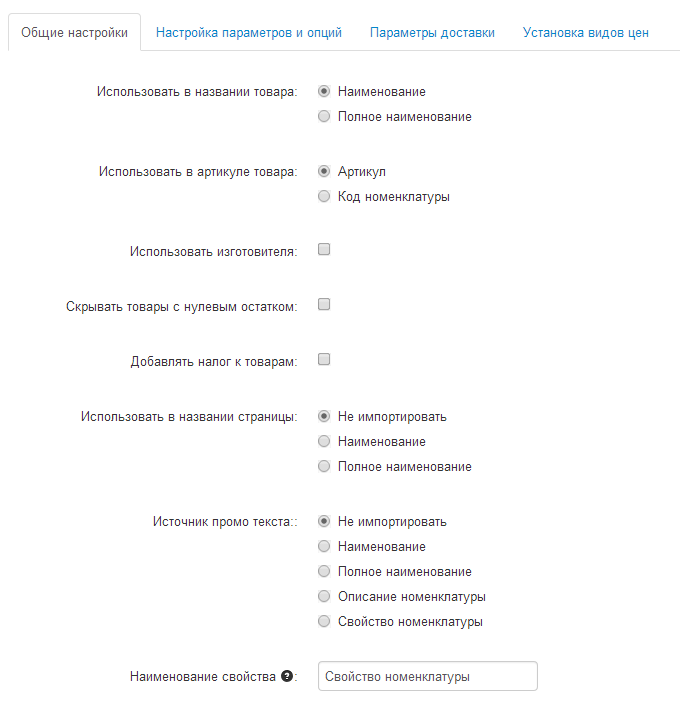 Общие настройки Настройка параметров и опций Параметры доставки Установка видов цен
Использовать в названии товара: Наименование
Полное наименование
Использовать в артикуле товара: Артикул
Код номенклатуры
Использовать изготовителя:
Скрывать товары с нулевым остатком:
Добавлять налог к товарам:
Использовать в названии страницы: Не импортировать
Наименование
Полное наименование
Источник промо текста:: Не импортировать
Наименование
Полное наименование
Описание номенклатуры
Свойство номенклатуры
Наименование свойства ?: Свойство номенклатуры